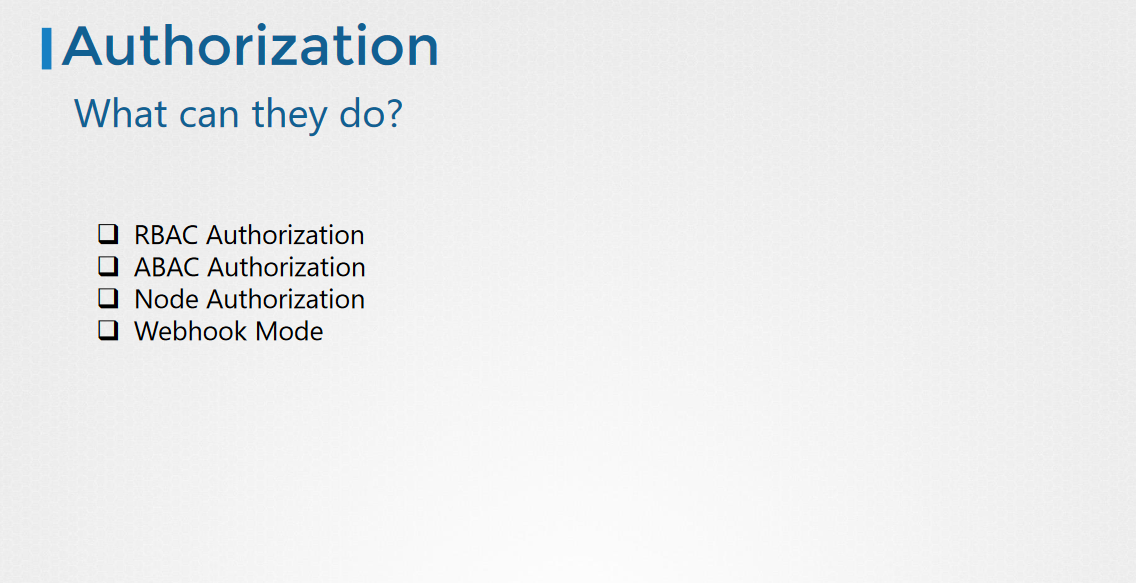 Authorization
What can they do?
❑ RBAC Authorization
❑ ABAC Authorization
❑ Node Authorization
❑ Webhook Mode